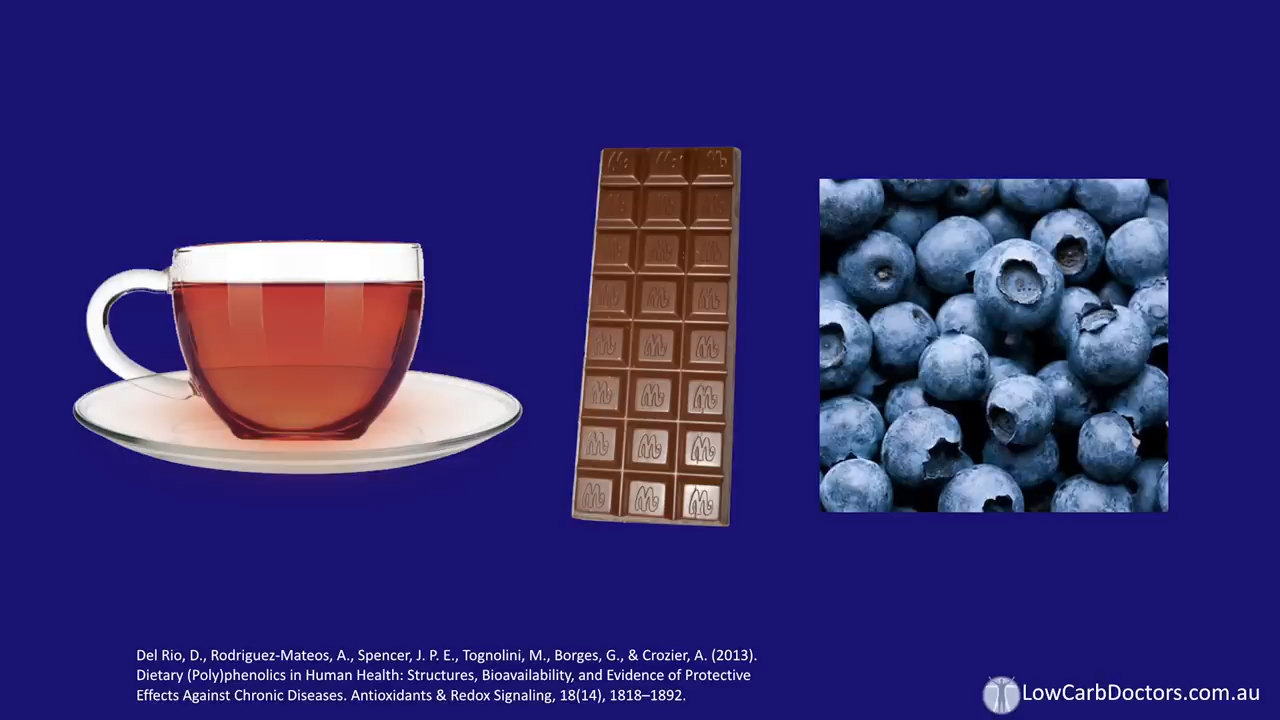 Del Rio, D., Rodriguez-Mateos, A., Spencer, J. P. E., Tognolini, M., Borges, G., & Crozier, A. (2013).
Dietary (Poly)phenolics in Human Health: Structures, Bioavailability, and Evidence of Protective
Effects Against Chronic Diseases. Antioxidants & Redox Signaling, 18(14), 1818–1892.
LowCarbDoctors.com.au